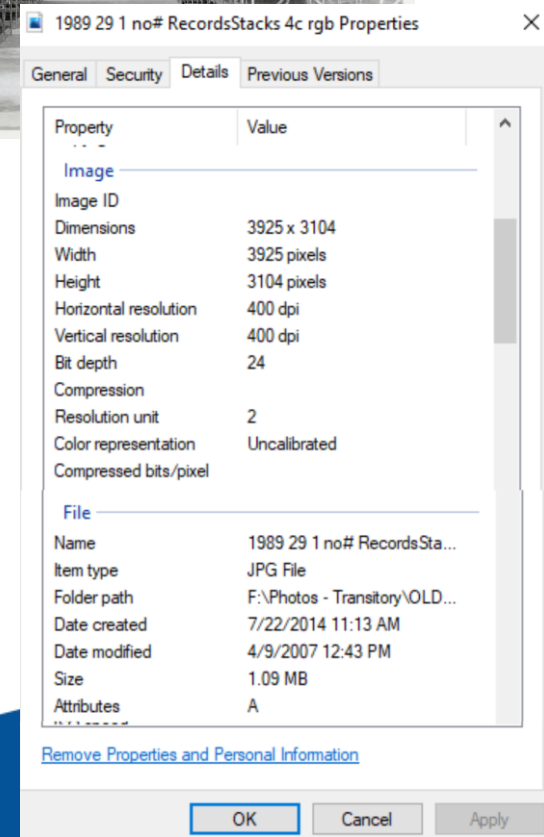 1989 29 1 no# RecordsStacks 4c rgb Properties
General Security Details Previous Versions
Property Value
Image
Image ID
Dimensions 3925 x 3104
Width 3925 pixels
Height 3104 pixels
Horizontal resolution 400 dpi
Vertical resolution 400 dpi
Bit depth 24
Compression
Resolution unit 2
Color representation Uncalibrated
Compressed bits/pixel
File
Name 1989 29 1 no# RecordsSta...
Item type JPG File
Folder path F:\Photos - Transitory\OLD...
Date created 7/22/2014 11:13 AM
Date modified 4/9/2007 12:43 PM
Size 1.09 MB
Attributes A
Remove Properties and Personal Information
OK Cancel Apply